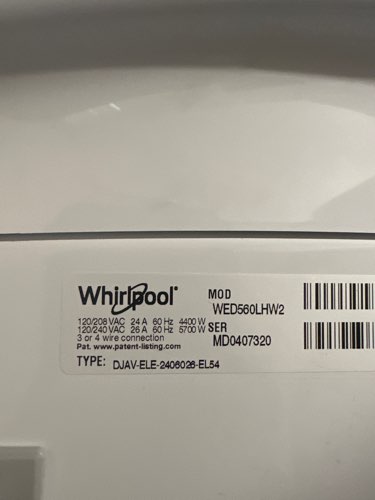 Whirlpool
MOD
WED560LHW2
120/208 VAC 24 A 60 Hz 4400 W
120/240 VAC 26 A 60 Hz 5700 W
3 or 4 wire connection
Pat. www.patent-listing.com
SER
MD0407320
TYPE: DJAV-ELE-2406026-EL54